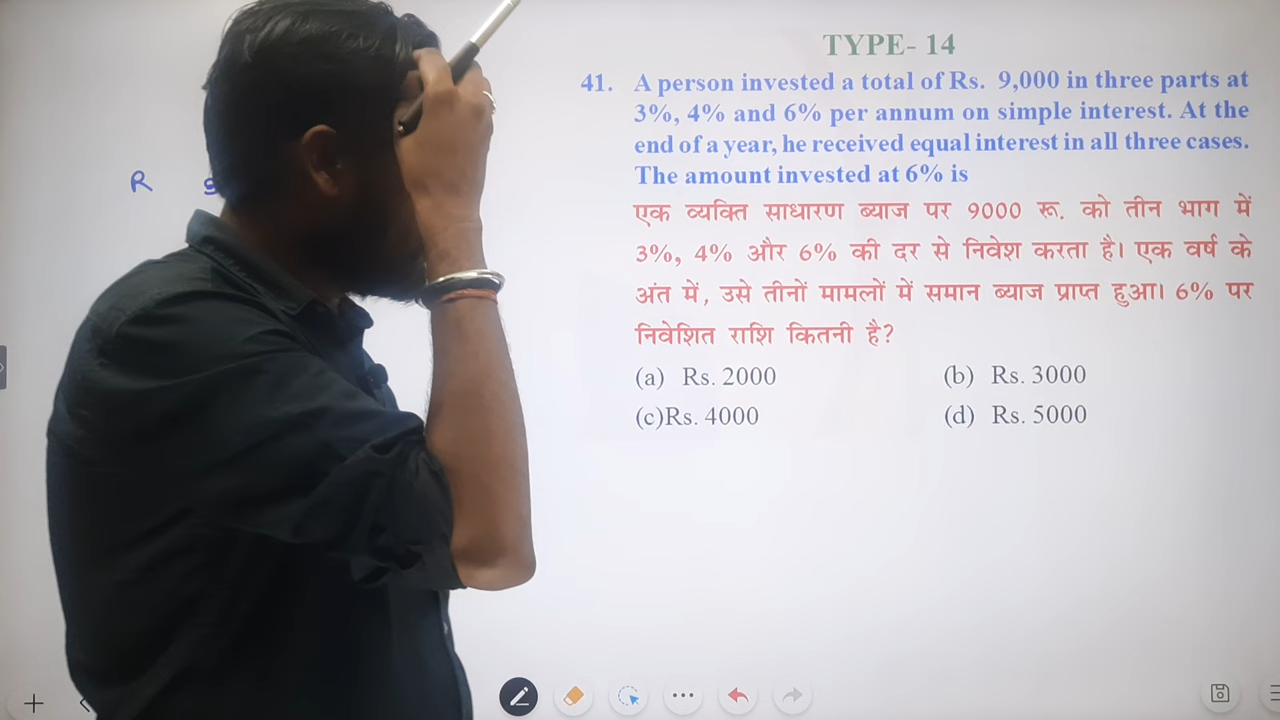 TYPE- 14
41. A person invested a total of Rs. 9,000 in three parts at
3%, 4% and 6% per annum on simple interest. At the
end of a year, he received equal interest in all three cases.
The amount invested at 6% is
एक व्यक्ति साधारण ब्याज पर 9000 रू. को तीन भाग में
3%, 4% और 6% की दर से निवेश करता है। एक वर्ष के
अंत में, उसे तीनों मामलों में समान ब्याज प्राप्त हुआ। 6% पर
निवेशित राशि कितनी है?
(a) Rs. 2000 (b) Rs. 3000
(c)Rs. 4000 (d) Rs. 5000
R